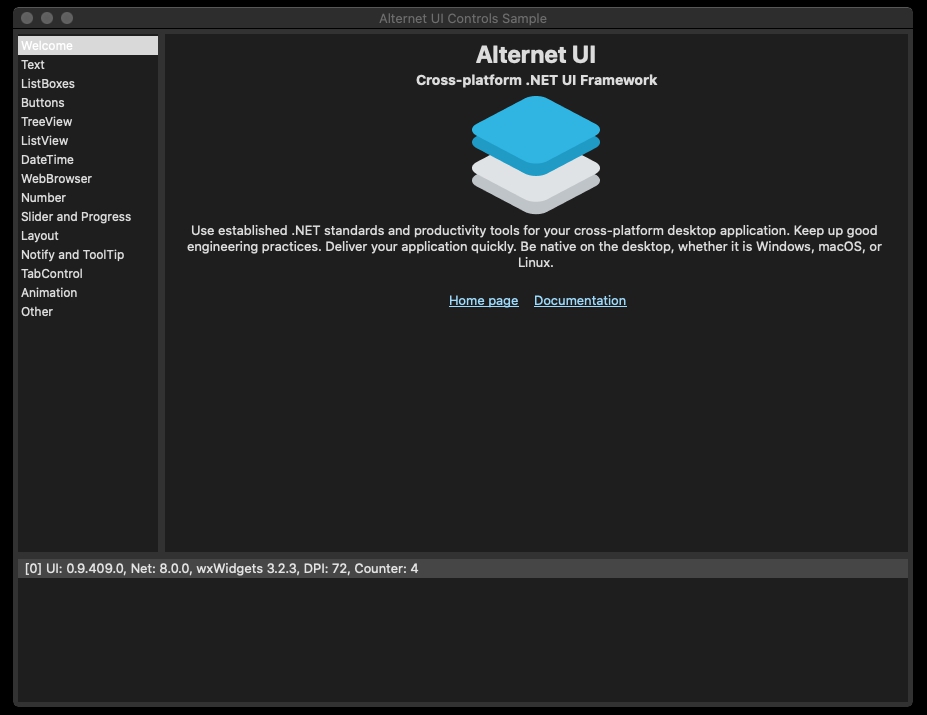 Alternet UI Controls Sample
Welcome
Text
ListBoxes
Buttons
TreeView
ListView
DateTime
WebBrowser
Number
Slider and Progress
Layout
Notify and ToolTip
TabControl
Animation
Other
Alternet UI
Cross-platform .NET UI Framework
Use established .NET standards and productivity tools for your cross-platform desktop application. Keep up good
engineering practices. Deliver your application quickly. Be native on the desktop, whether it is Windows, macOS, or
Linux.
Home page Documentation
[0] UI: 0.9.409.0, Net: 8.0.0, wxWidgets 3.2.3, DPI: 72, Counter: 4